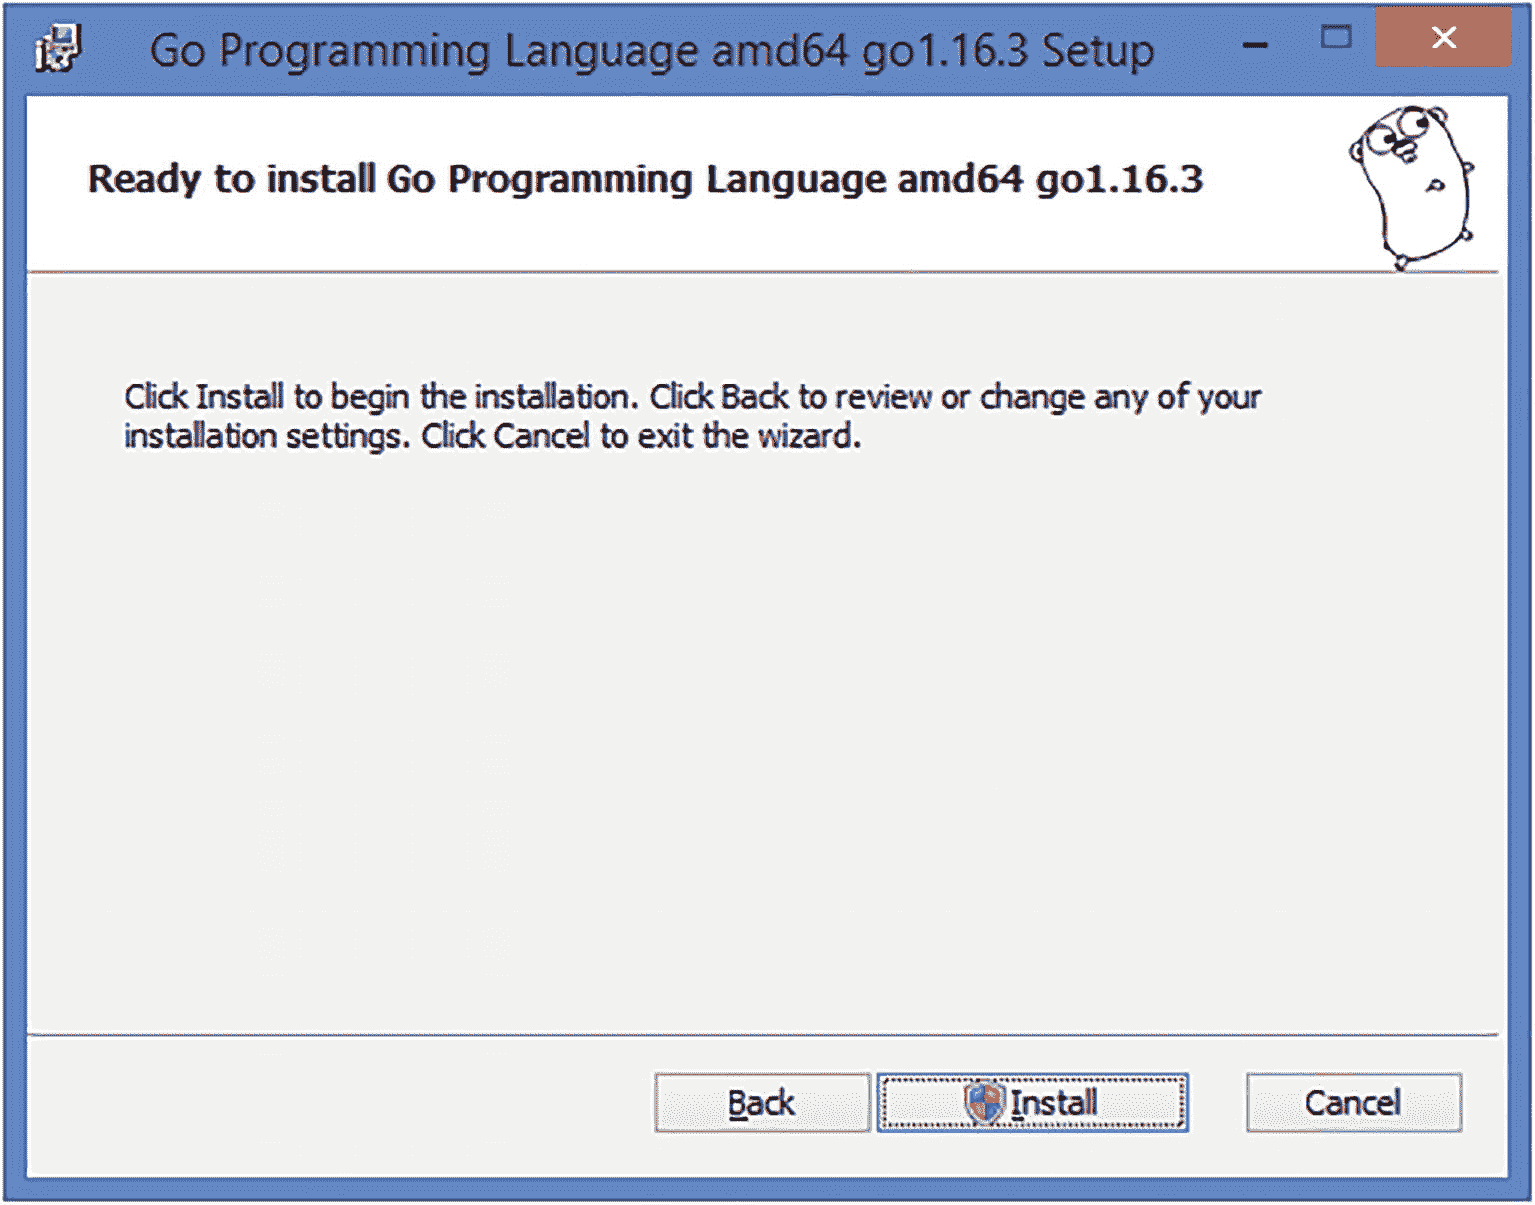 Go Programming Language amd64 go1.16.3 Setup
Ready to install Go Programming Language amd64 go1.16.3
Click Install to begin the installation. Click Back to review or change any of your
installation settings. Click Cancel to exit the wizard.
Back Install Cancel